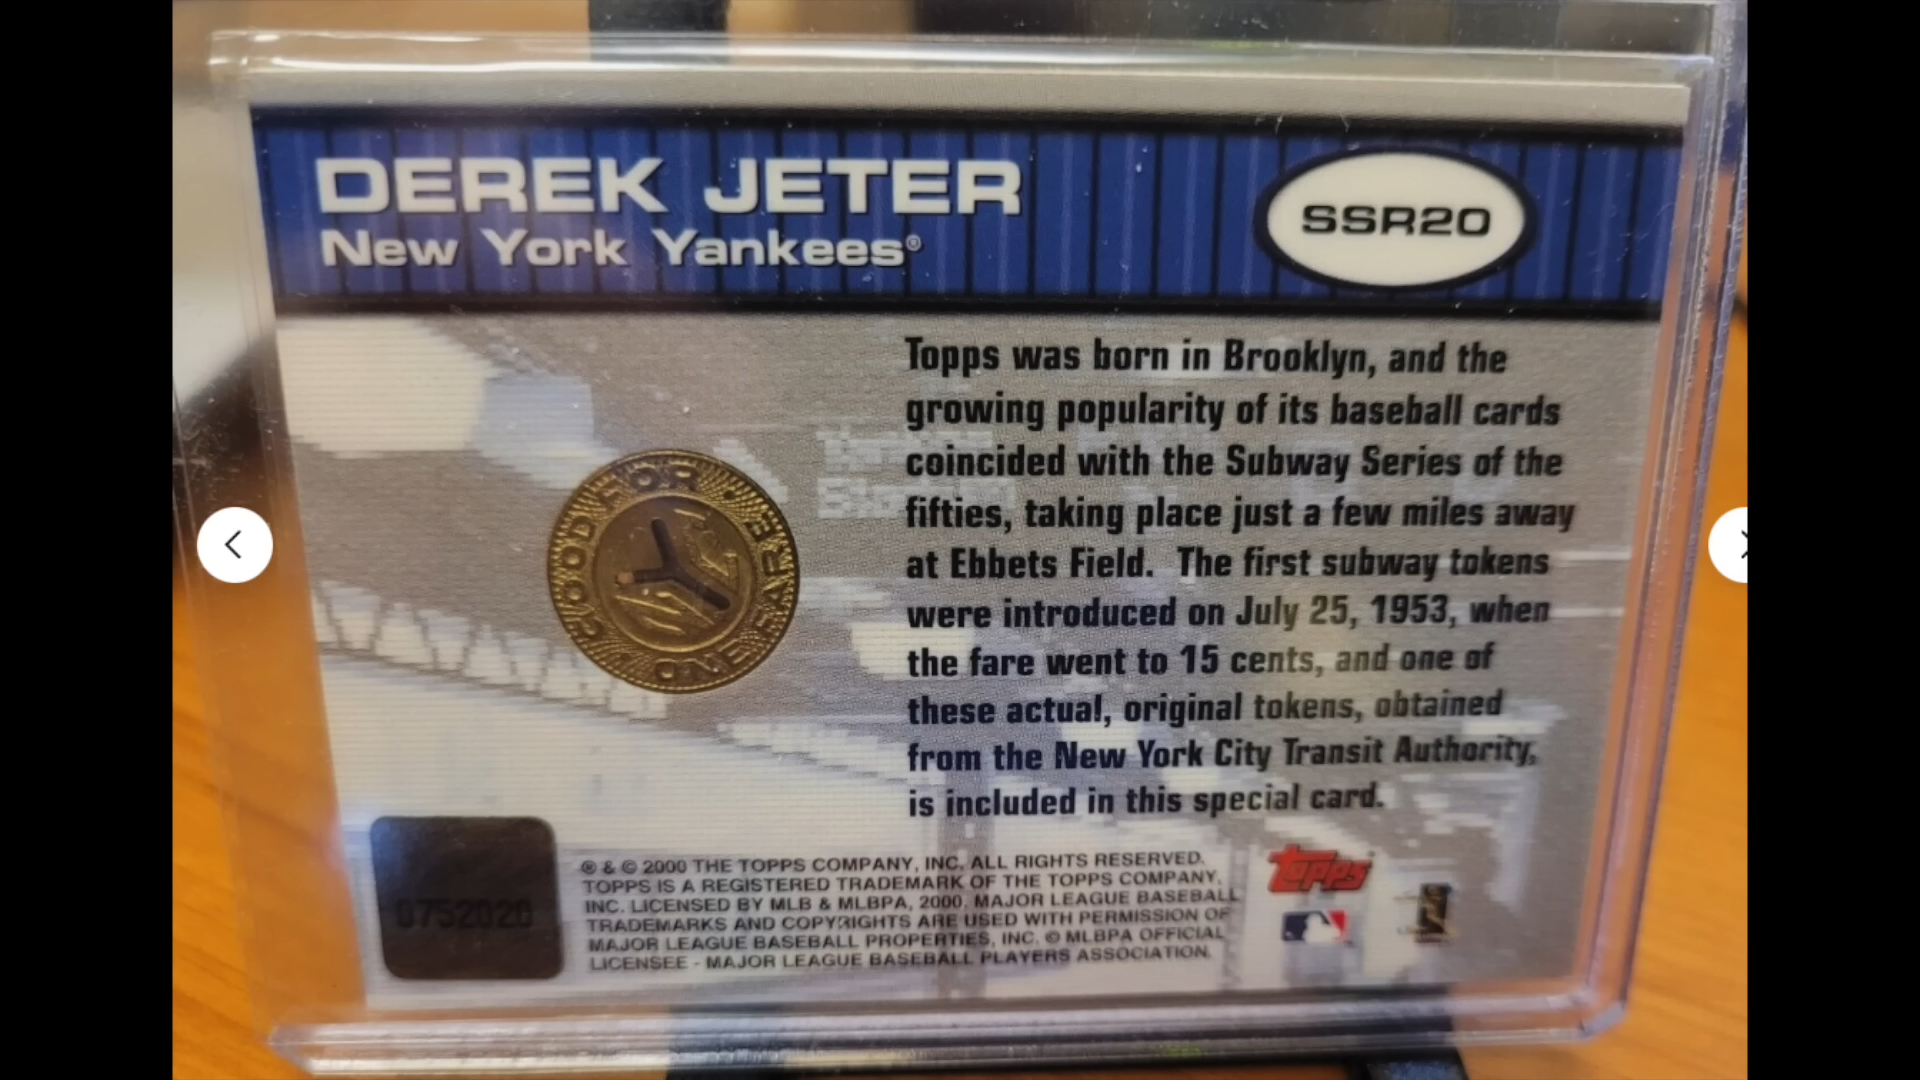 DEREK JETER
New York Yankees®
SSR20
Topps was born in Brooklyn, and the
growing popularity of its baseball cards
coincided with the Subway Series of the
fifties, taking place just a few miles away
at Ebbets Field. The first subway tokens
were introduced on July 25, 1953, when
the fare went to 15 cents, and one of
these actual, original tokens, obtained
from the New York City Transit Authority,
is included in this special card.
GOOD FOR
ONE FARE
NYC
0752020
® & © 2000 THE TOPPS COMPANY, INC. ALL RIGHTS RESERVED.
TOPPS IS A REGISTERED TRADEMARK OF THE TOPPS COMPANY,
INC. LICENSED BY MLB & MLBPA, 2000. MAJOR LEAGUE BASEBALL
TRADEMARKS AND COPYRIGHTS ARE USED WITH PERMISSION OF
MAJOR LEAGUE BASEBALL PROPERTIES, INC. © MLBPA OFFICIAL
LICENSEE - MAJOR LEAGUE BASEBALL PLAYERS ASSOCIATION.
Topps